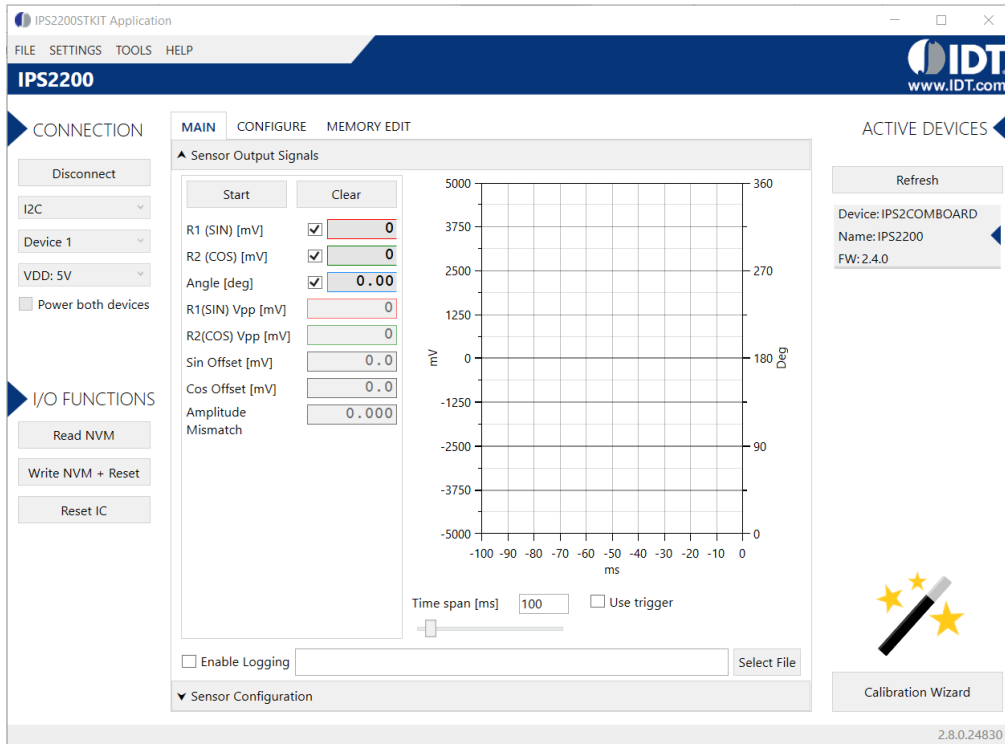 IPS2200STKIT Application
FILE SETTINGS TOOLS HELP
IPS2200
IDT
www.IDT.com
CONNECTION
Disconnect
I2C
Device 1
VDD: 5V
Power both devices
I/O FUNCTIONS
Read NVM
Write NVM + Reset
Reset IC
MAIN CONFIGURE MEMORY EDIT
Sensor Output Signals
Start Clear
R1 (SIN) [mV] 0
R2 (COS) [mV] 0
Angle [deg] 0.00
R1(SIN) Vpp [mV] 0
R2(COS) Vpp [mV] 0
Sin Offset [mV] 0.0
Cos Offset [mV] 0.0
Amplitude
Mismatch 0.000
5000 360
3750
2500 270
1250
mV 0 180 Deg
-1250
-2500 90
-3750
-5000 0
-100 -90 -80 -70 -60 -50 -40 -30 -20 -10 0
ms
Time span [ms] 100 Use trigger
Enable Logging Select File
Sensor Configuration
ACTIVE DEVICES
Refresh
Device: IPS2COMBOARD
Name: IPS2200
FW: 2.4.0
Calibration Wizard
2.8.0.24830